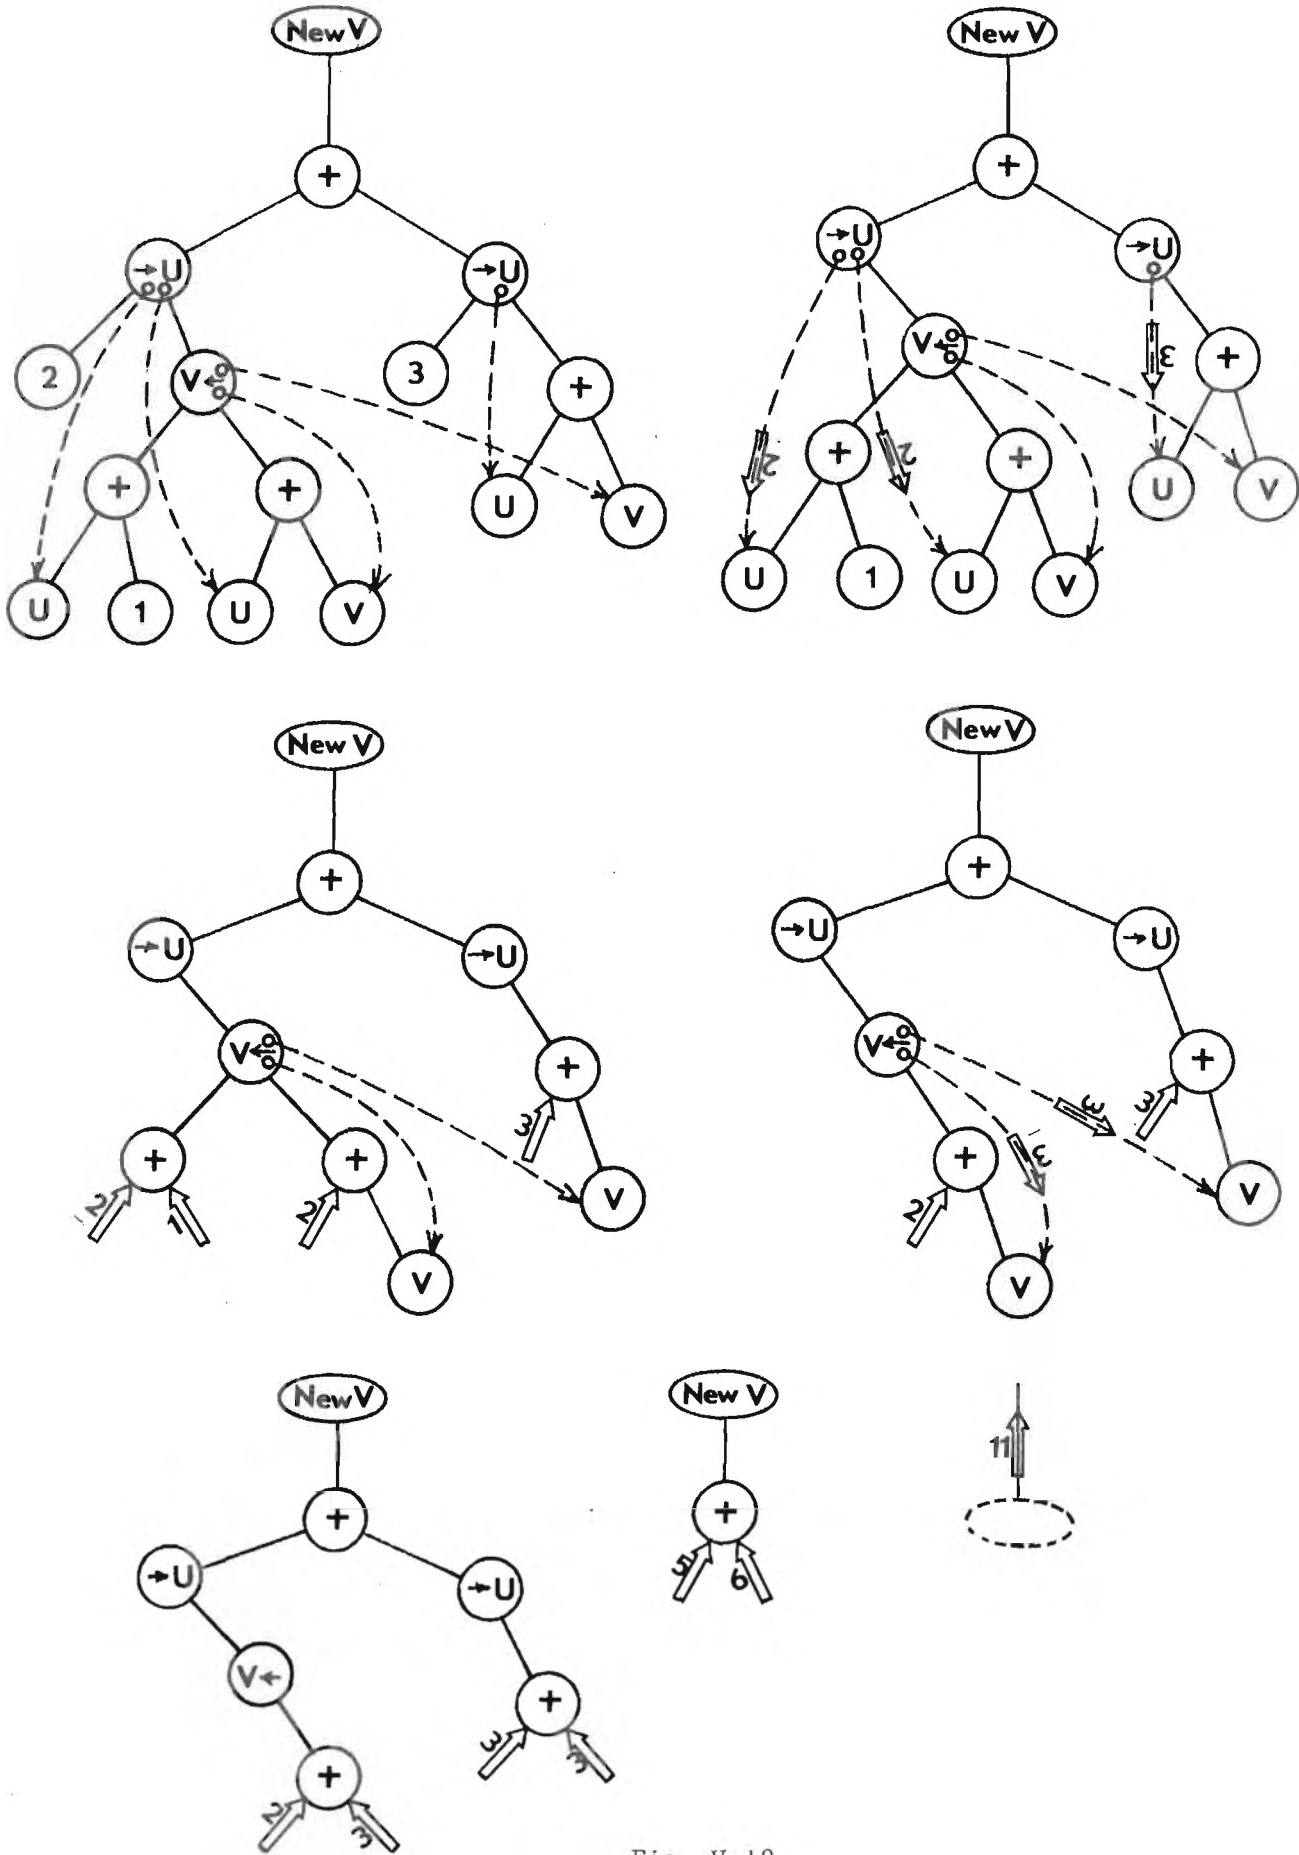 New V
+
→U →U
2 V← 3 +
+ + U V
U 1 U V
New V
+
→U →U
V← 3 +
+ 2 2 + U V
U 1 U V
New V
+
→U →U
V← +
+ + 3 V
2 1 2 V
New V
+
→U →U
V← 3 3 +
+ 3 V
2 V
New V
+
→U →U
V← +
+ 3 3
2 3
New V
+
5 6
11